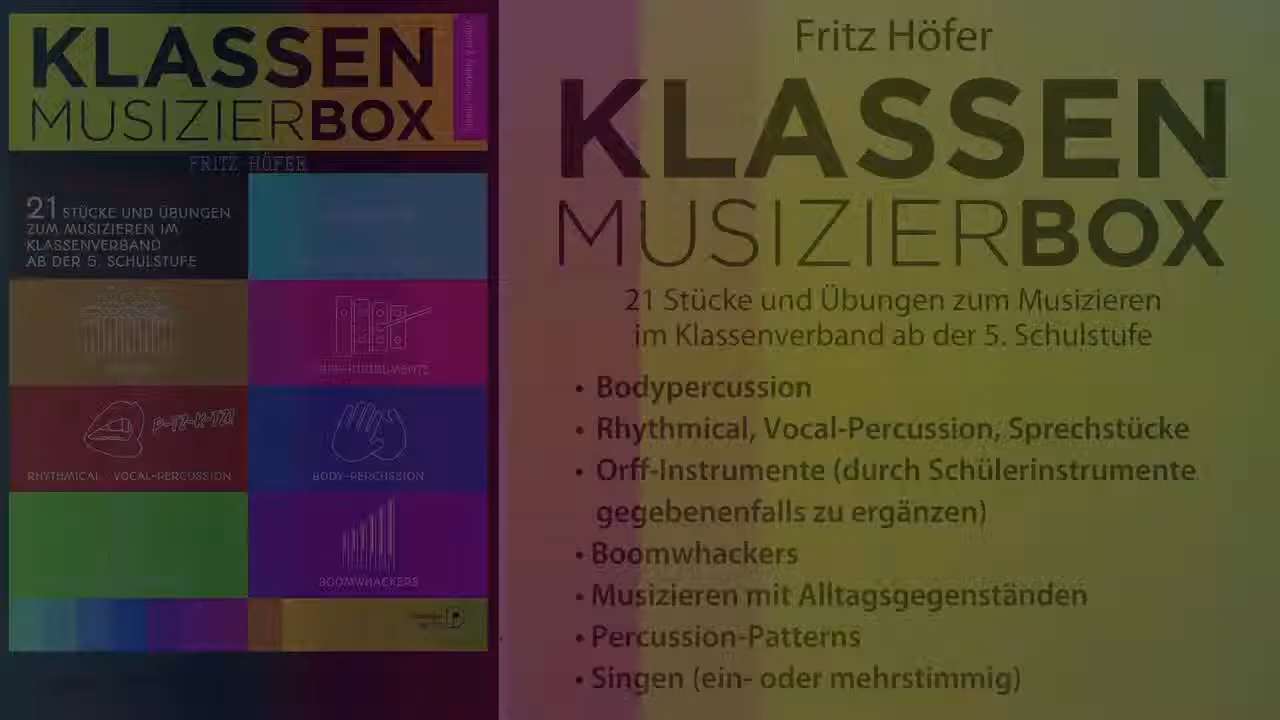 KLASSEN
MUSIZIERBOX
FRITZ HÖFER
21 STÜCKE UND ÜBUNGEN
ZUM MUSIZIEREN IM
KLASSENVERBAND
AB DER 5. SCHULSTUFE
ORFF-INSTRUMENTE
P-TZ-K-TZ!
RHYTHMICAL · VOCAL-PERCUSSION
BODY-PERCUSSION
BOOMWHACKERS
Fritz Höfer
KLASSEN
MUSIZIERBOX
21 Stücke und Übungen zum Musizieren
im Klassenverband ab der 5. Schulstufe
• Bodypercussion
• Rhythmical, Vocal-Percussion, Sprechstücke
• Orff-Instrumente (durch Schülerinstrumente
gegebenenfalls zu ergänzen)
• Boomwhackers
• Musizieren mit Alltagsgegenständen
• Percussion-Patterns
• Singen (ein- oder mehrstimmig)